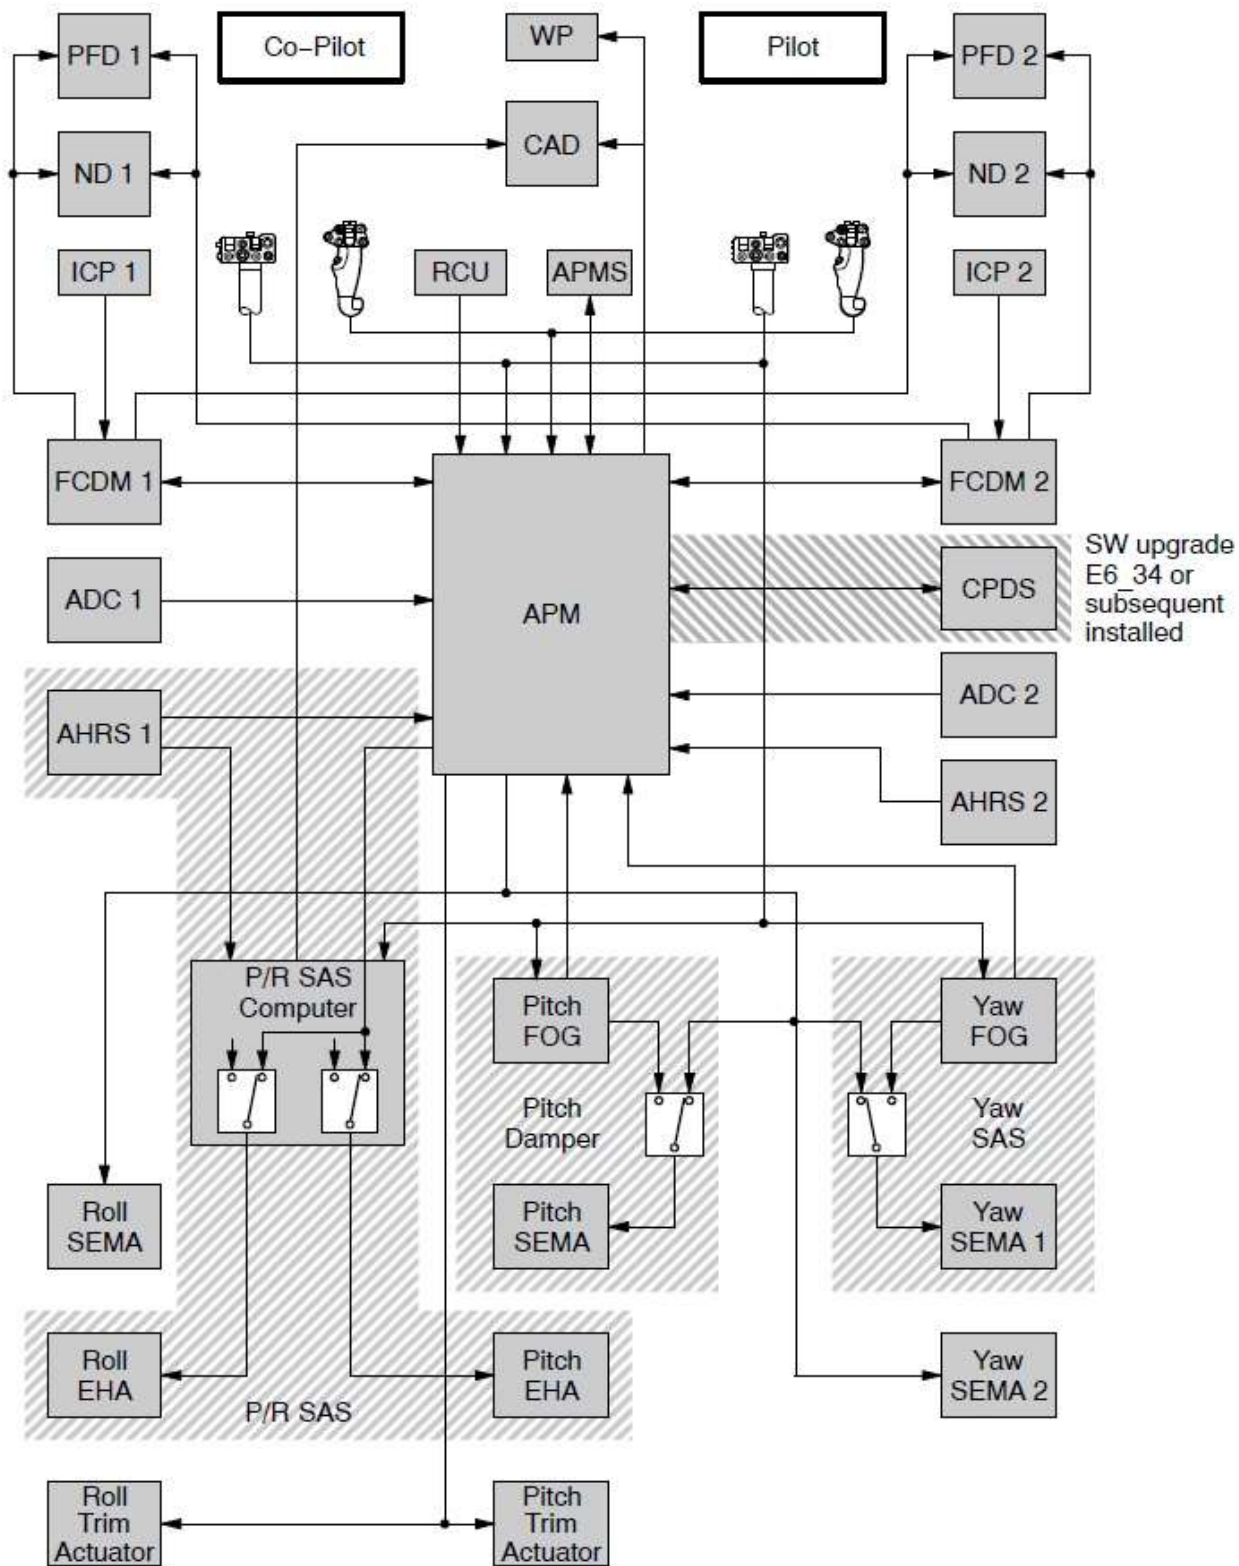 PFD 1
Co-Pilot
WP
Pilot
PFD 2
ND 1
CAD
ND 2
ICP 1
RCU
APMS
ICP 2
FCDM 1
FCDM 2
SW upgrade
E6_34 or
subsequent
installed
CPDS
ADC 1
APM
ADC 2
AHRS 1
AHRS 2
P/R SAS
Computer
Pitch
FOG
Yaw
FOG
Pitch
Damper
Yaw
SAS
Roll
SEMA
Pitch
SEMA
Yaw
SEMA 1
Roll
EHA
P/R SAS
Pitch
EHA
Yaw
SEMA 2
Roll
Trim
Actuator
Pitch
Trim
Actuator